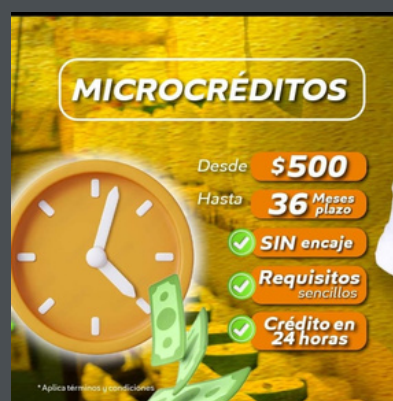 MICROCRÉDITOS
Desde $500
Hasta 36 Meses plazo
SIN encaje
Requisitos
sencillos
Crédito en
24 horas
*Aplica términos y condiciones